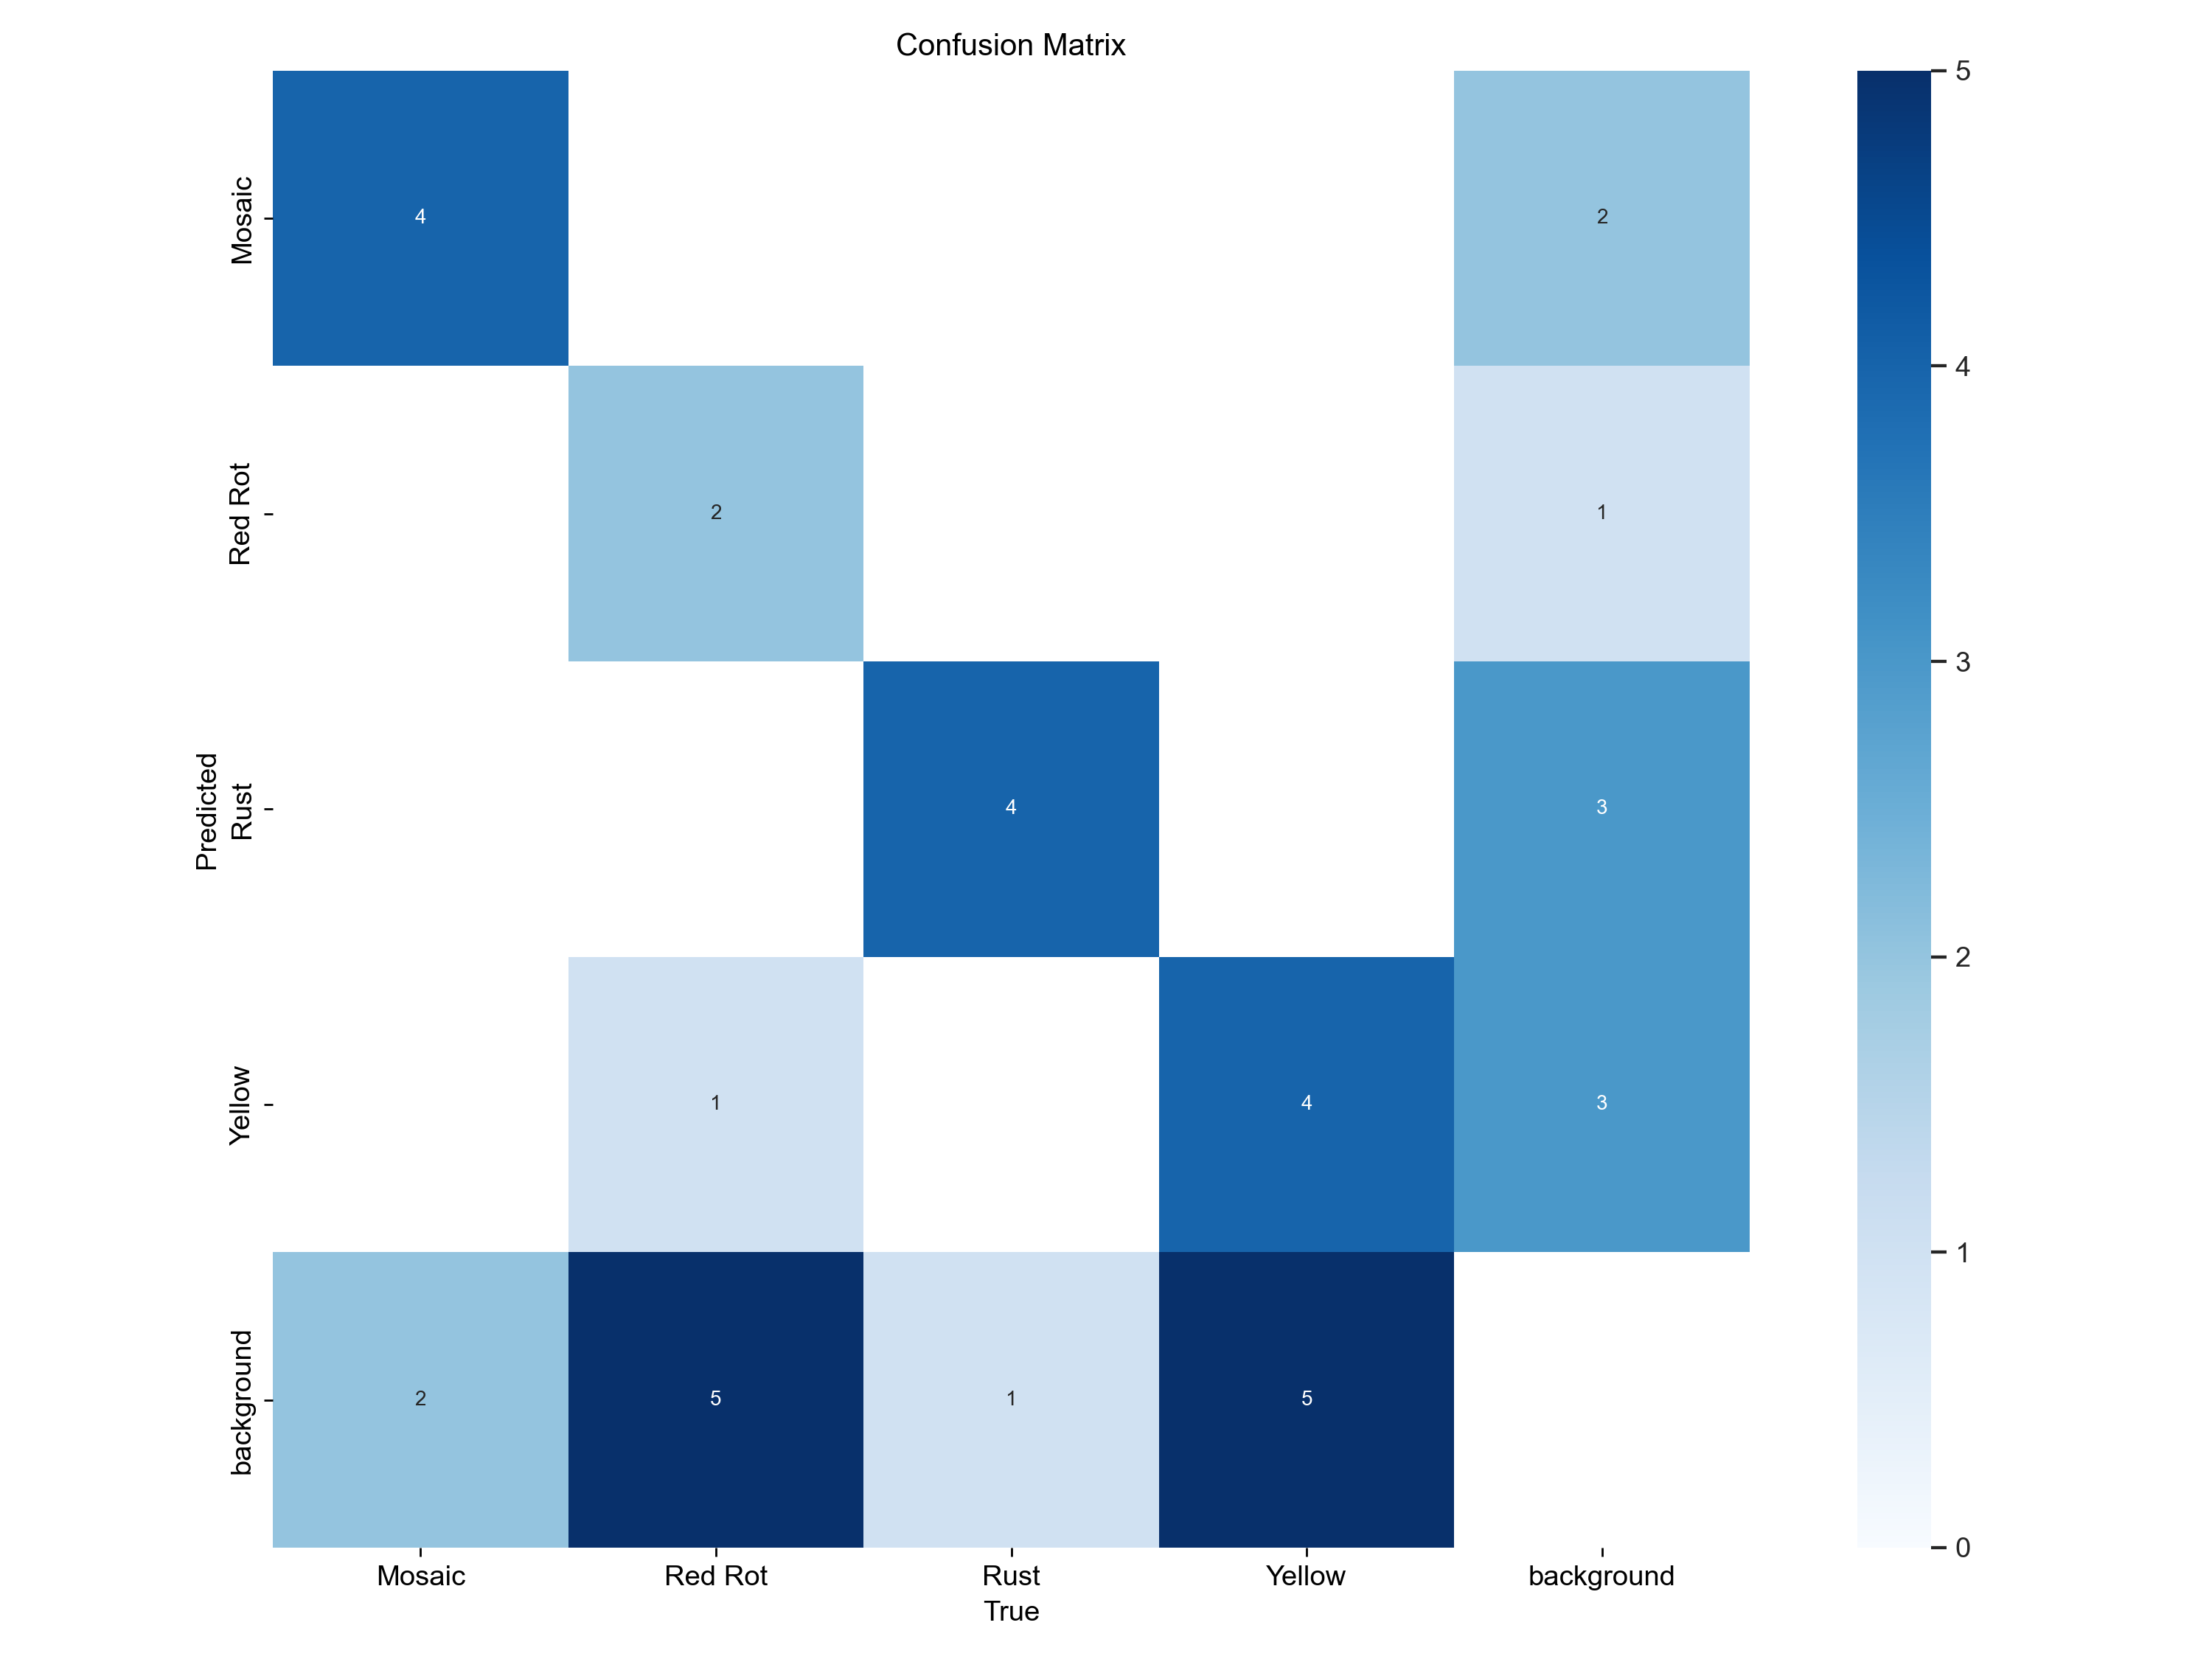 Confusion Matrix
Mosaic
4
2
Red Rot
2
1
Rust
4
3
Yellow
1
4
3
background
2
5
1
5
Predicted
Mosaic
Red Rot
Rust
Yellow
background
True
5
4
3
2
1
0